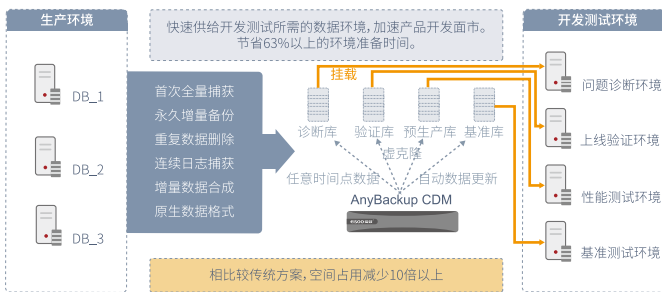 生产环境
DB_1
DB_2
DB_3
首次全量捕获
永久增量备份
重复数据删除
连续日志捕获
增量数据合成
原生数据格式
快速供给开发测试所需的数据环境，加速产品开发面市。
节省63%以上的环境准备时间。
挂载
诊断库
验证库
预生产库
基准库
虚克隆
任意时间点数据
自动数据更新
AnyBackup CDM
相比较传统方案，空间占用减少10倍以上
开发测试环境
问题诊断环境
上线验证环境
性能测试环境
基准测试环境